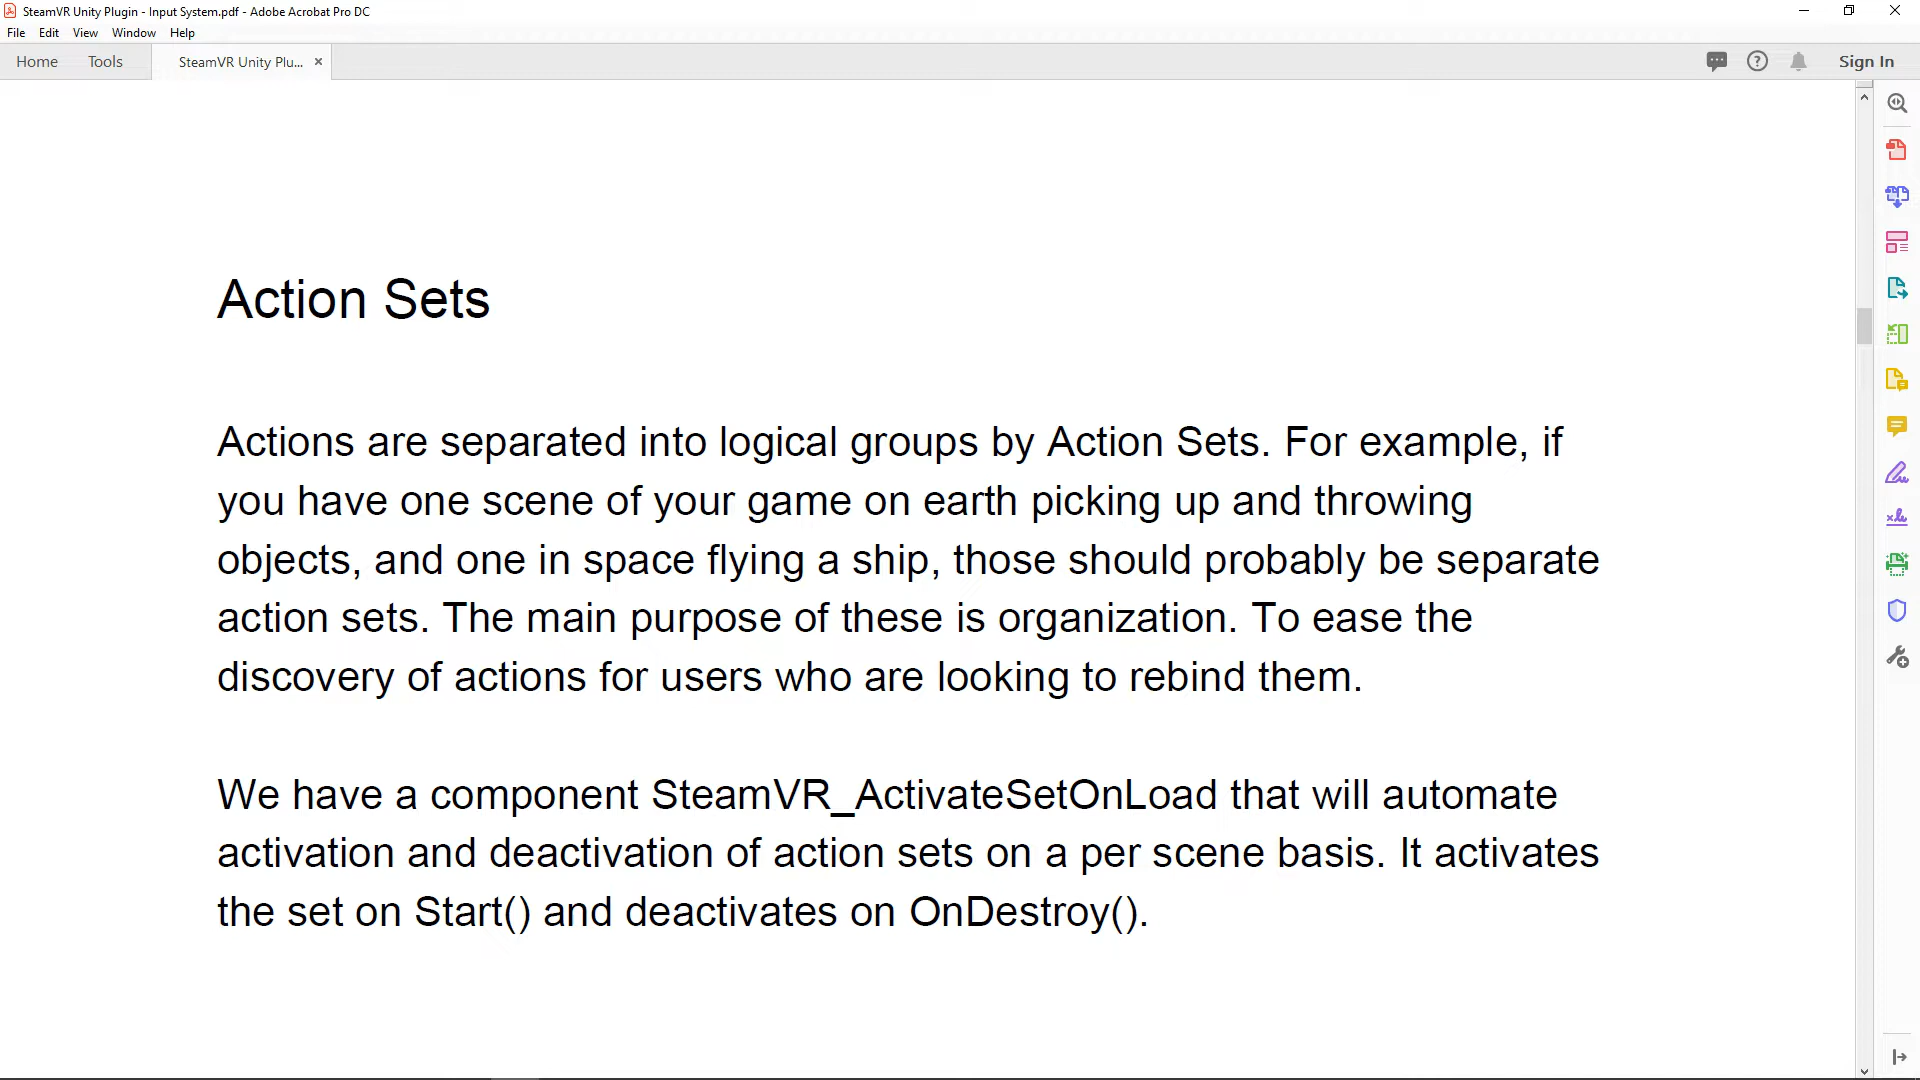 SteamVR Unity Plugin - Input System.pdf - Adobe Acrobat Pro DC
File Edit View Window Help
Home Tools SteamVR Unity Plu... Sign In
Action Sets
Actions are separated into logical groups by Action Sets. For example, if
you have one scene of your game on earth picking up and throwing
objects, and one in space flying a ship, those should probably be separate
action sets. The main purpose of these is organization. To ease the
discovery of actions for users who are looking to rebind them.
We have a component SteamVR_ActivateSetOnLoad that will automate
activation and deactivation of action sets on a per scene basis. It activates
the set on Start() and deactivates on OnDestroy().